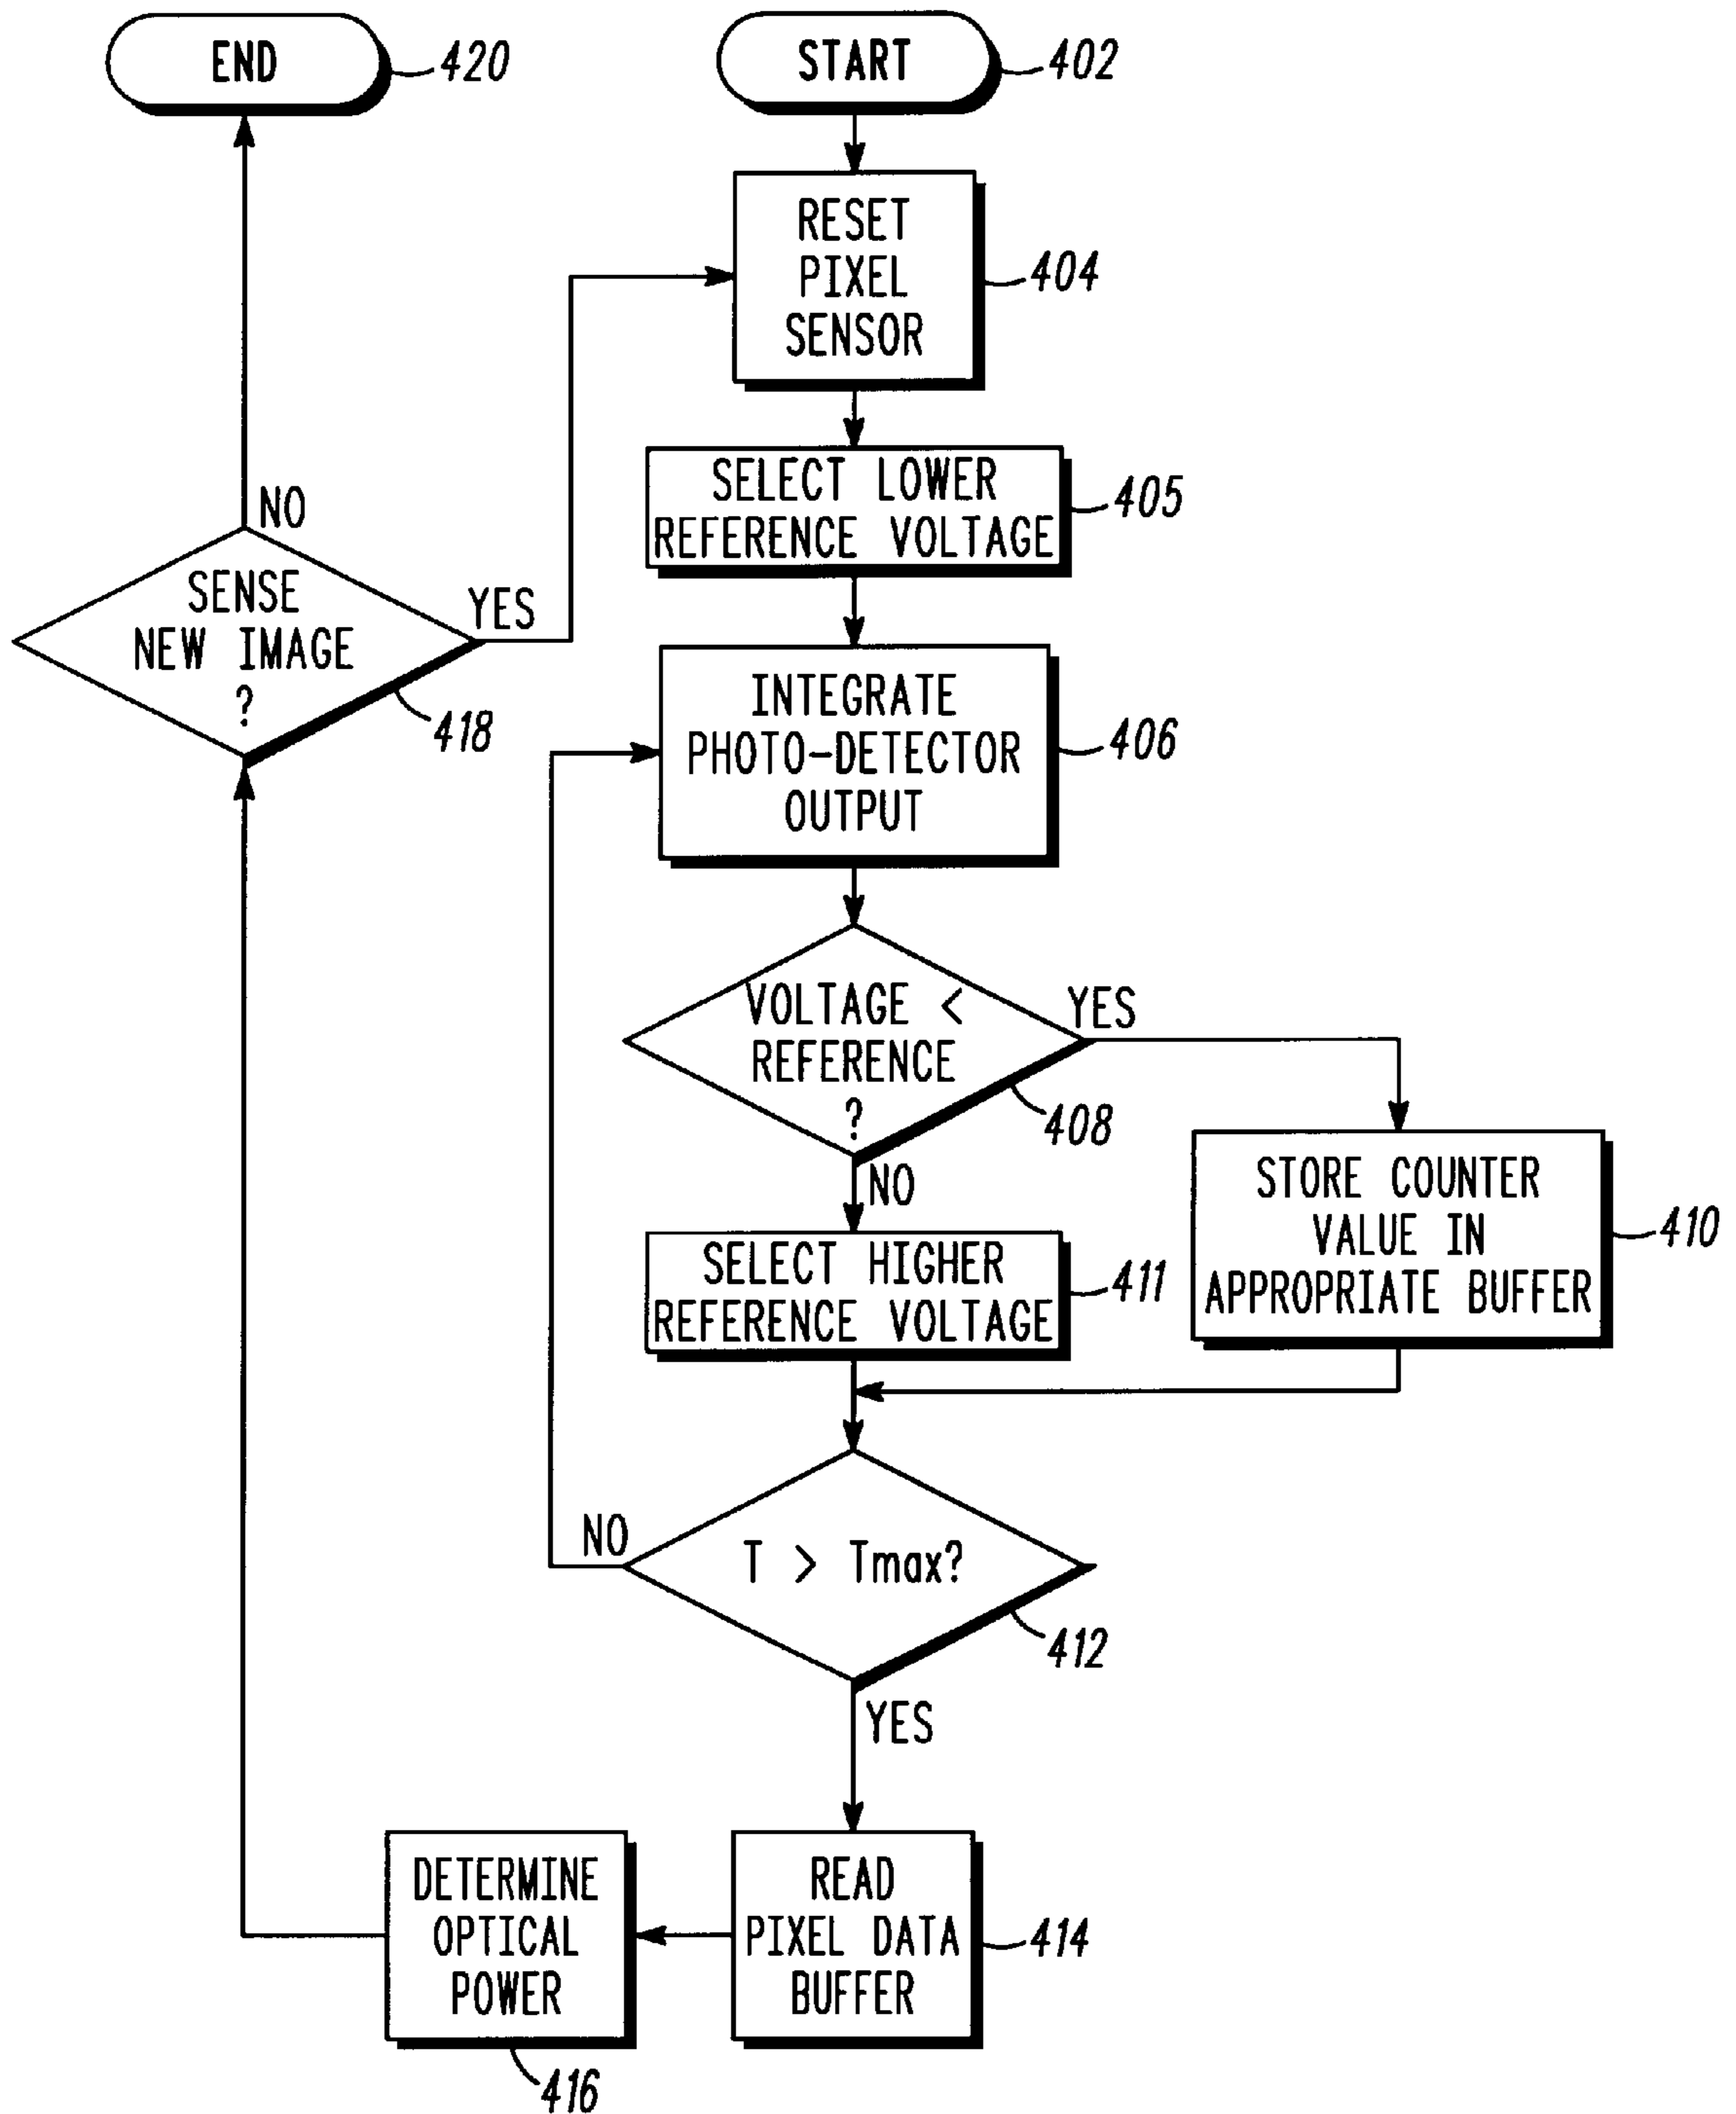 END
420
START
402
RESET
PIXEL
SENSOR
404
SELECT LOWER
REFERENCE VOLTAGE
405
NO
SENSE
NEW IMAGE
?
YES
418
INTEGRATE
PHOTO-DETECTOR
OUTPUT
406
VOLTAGE <
REFERENCE
?
YES
408
NO
STORE COUNTER
VALUE IN
APPROPRIATE BUFFER
410
SELECT HIGHER
REFERENCE VOLTAGE
411
NO
T > Tmax?
412
YES
DETERMINE
OPTICAL
POWER
416
READ
PIXEL DATA
BUFFER
414